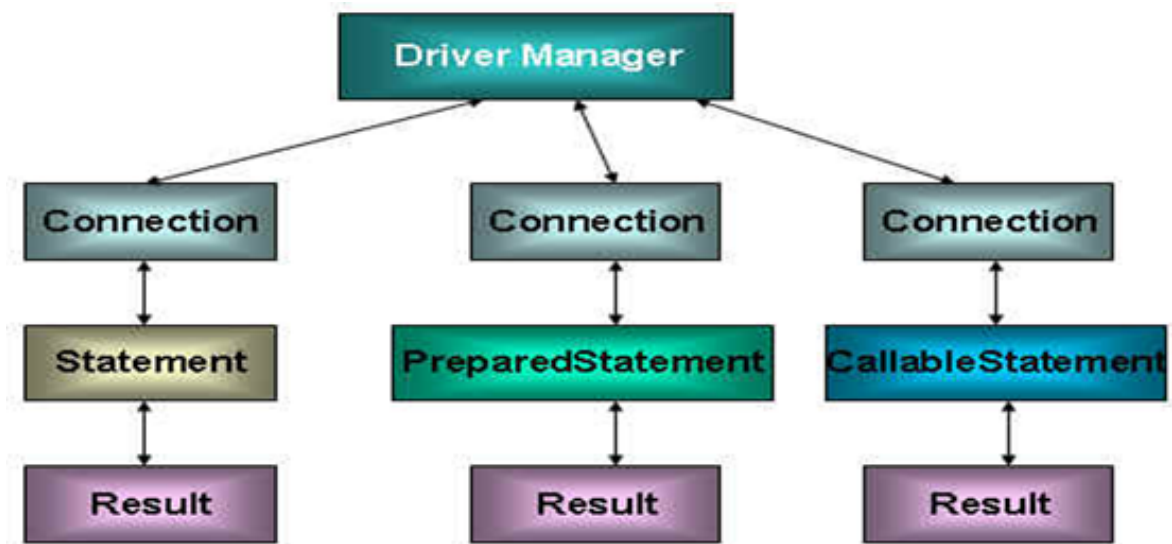 Driver Manager
Connection
Connection
Connection
Statement
PreparedStatement
CallableStatement
Result
Result
Result